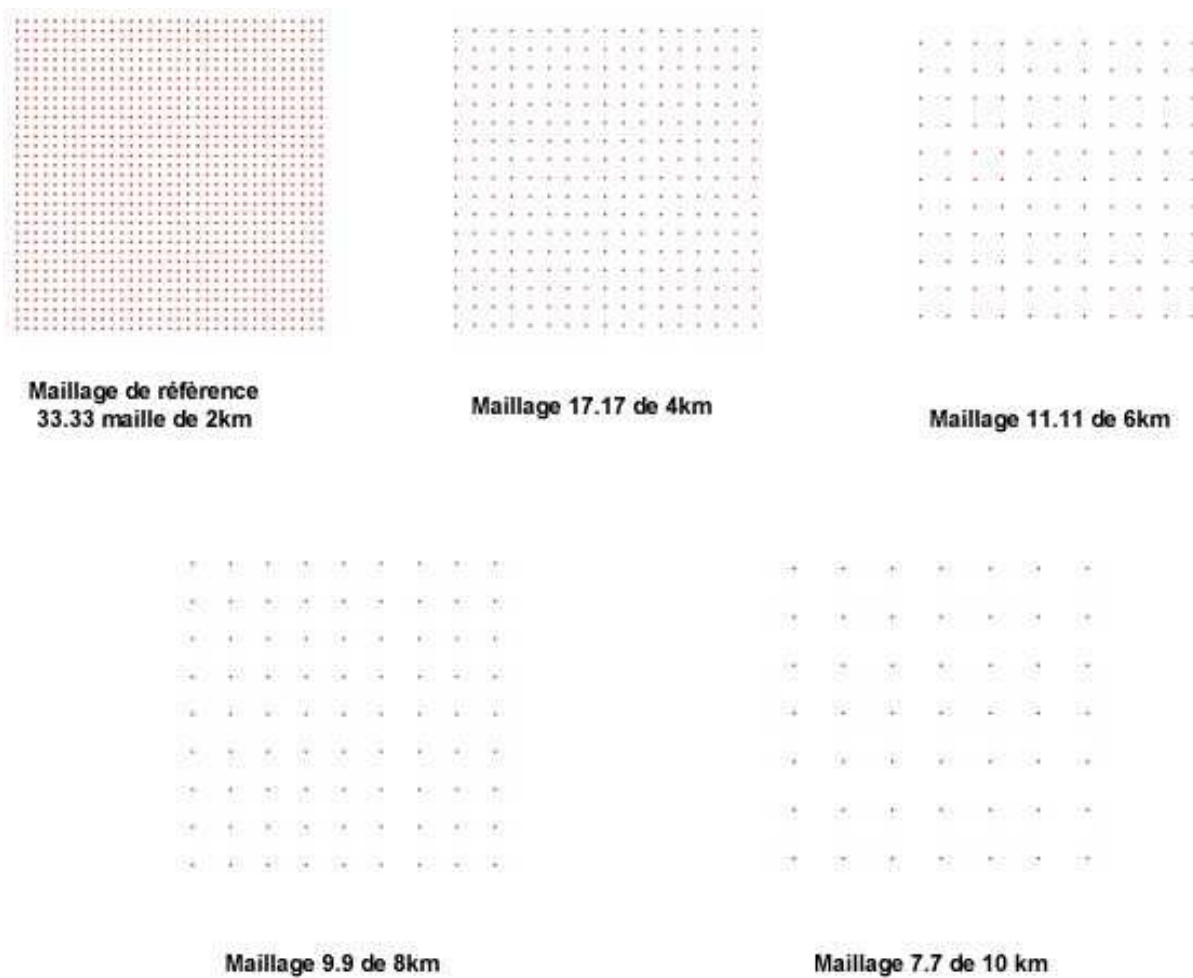 Maillage de réfèrence
33.33 maille de 2km
Maillage 17.17 de 4km
Maillage 11.11 de 6km
Maillage 9.9 de 8km
Maillage 7.7 de 10 km